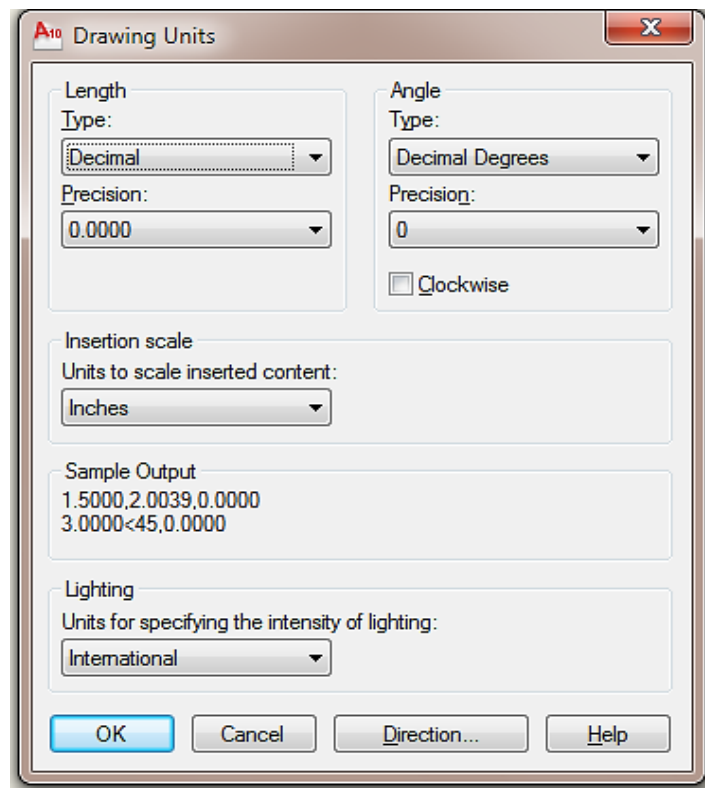 A10 Drawing Units X
Length
Type:
Decimal
Precision:
0.0000
Angle
Type:
Decimal Degrees
Precision:
0
Clockwise
Insertion scale
Units to scale inserted content:
Inches
Sample Output
1.5000,2.0039,0.0000
3.0000<45,0.0000
Lighting
Units for specifying the intensity of lighting:
International
OK Cancel Direction... Help